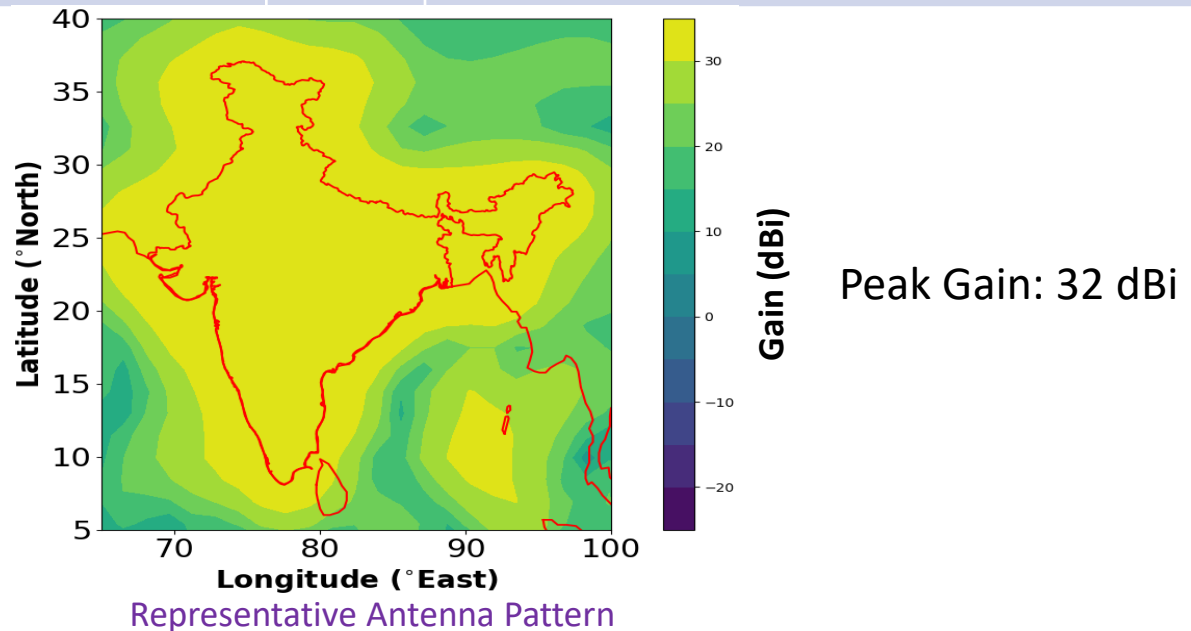 40
35
30
25
20
15
10
5
Latitude (°North)
70 80 90 100
Longitude (°East)
30
20
10
0
−10
−20
Gain (dBi)
Peak Gain: 32 dBi
Representative Antenna Pattern